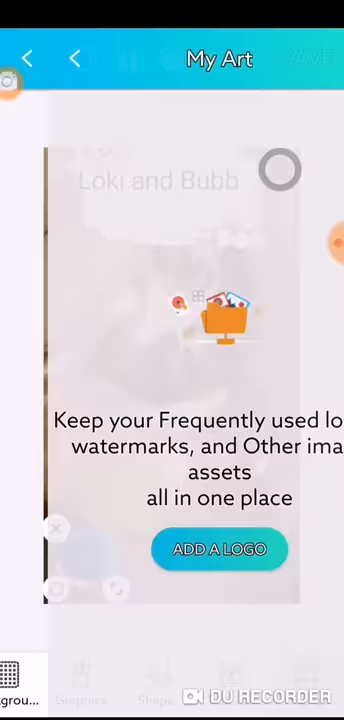 My Art
SAVE
Loki and Bubb
Keep your Frequently used lo
watermarks, and Other ima
assets
all in one place
ADD A LOGO
grou...
Graphics
Shape
DU RECORDER